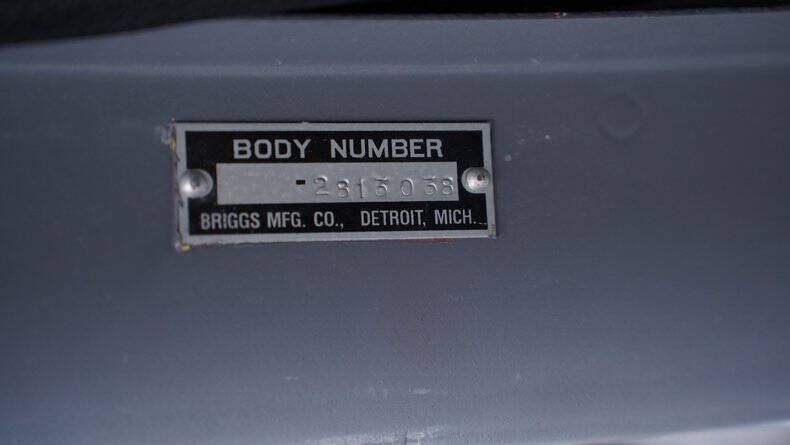 BODY NUMBER
-2813038
BRIGGS MFG. CO., DETROIT, MICH.